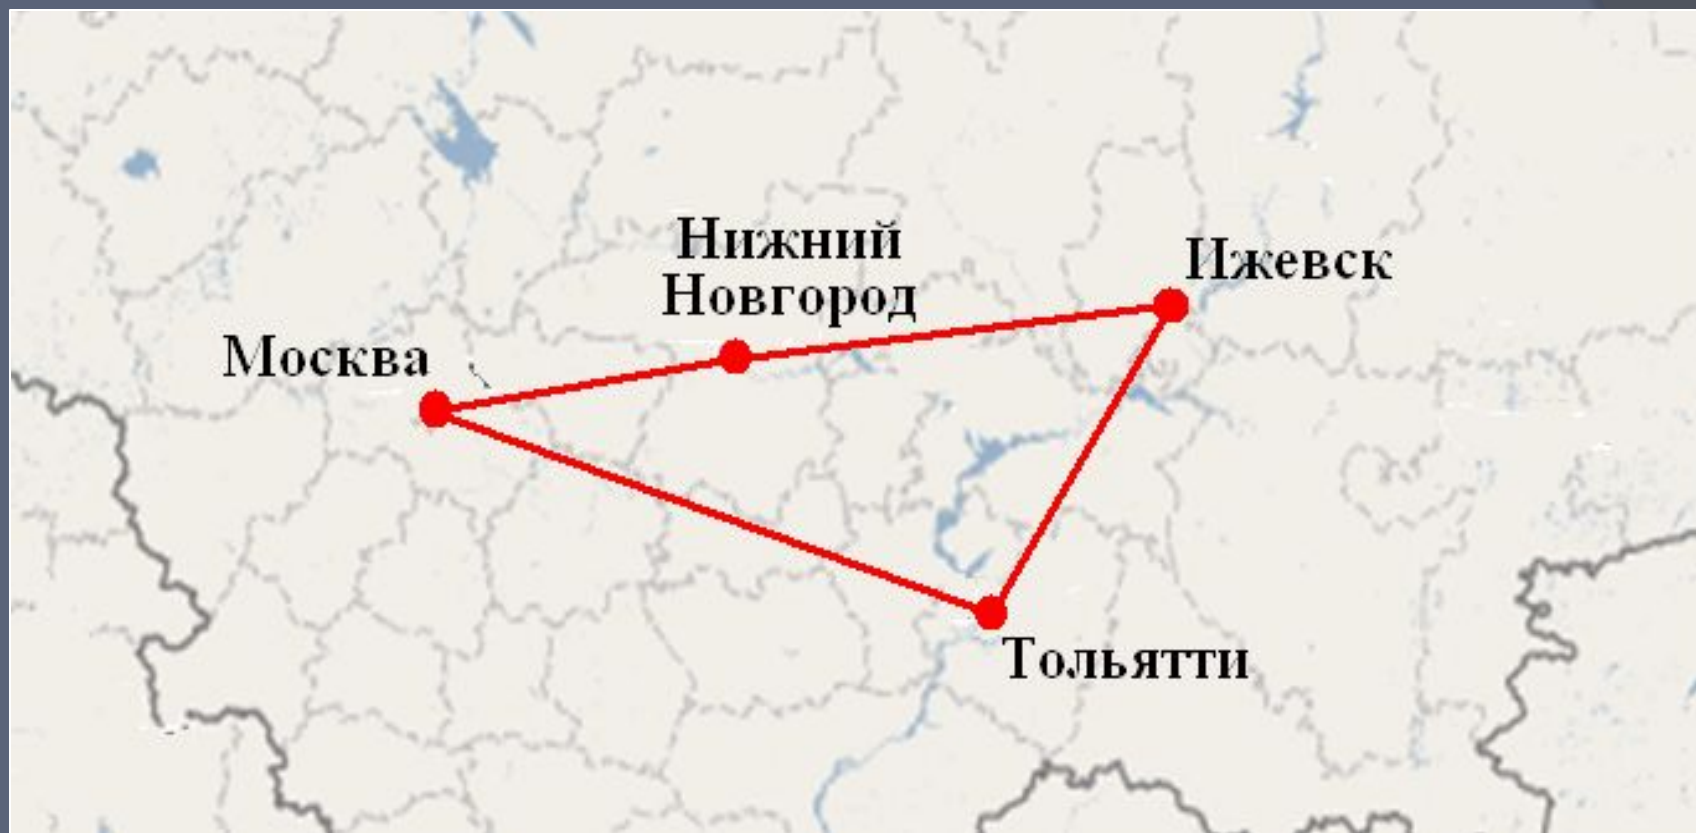 Нижний
Новгород
Ижевск
Москва
Тольятти